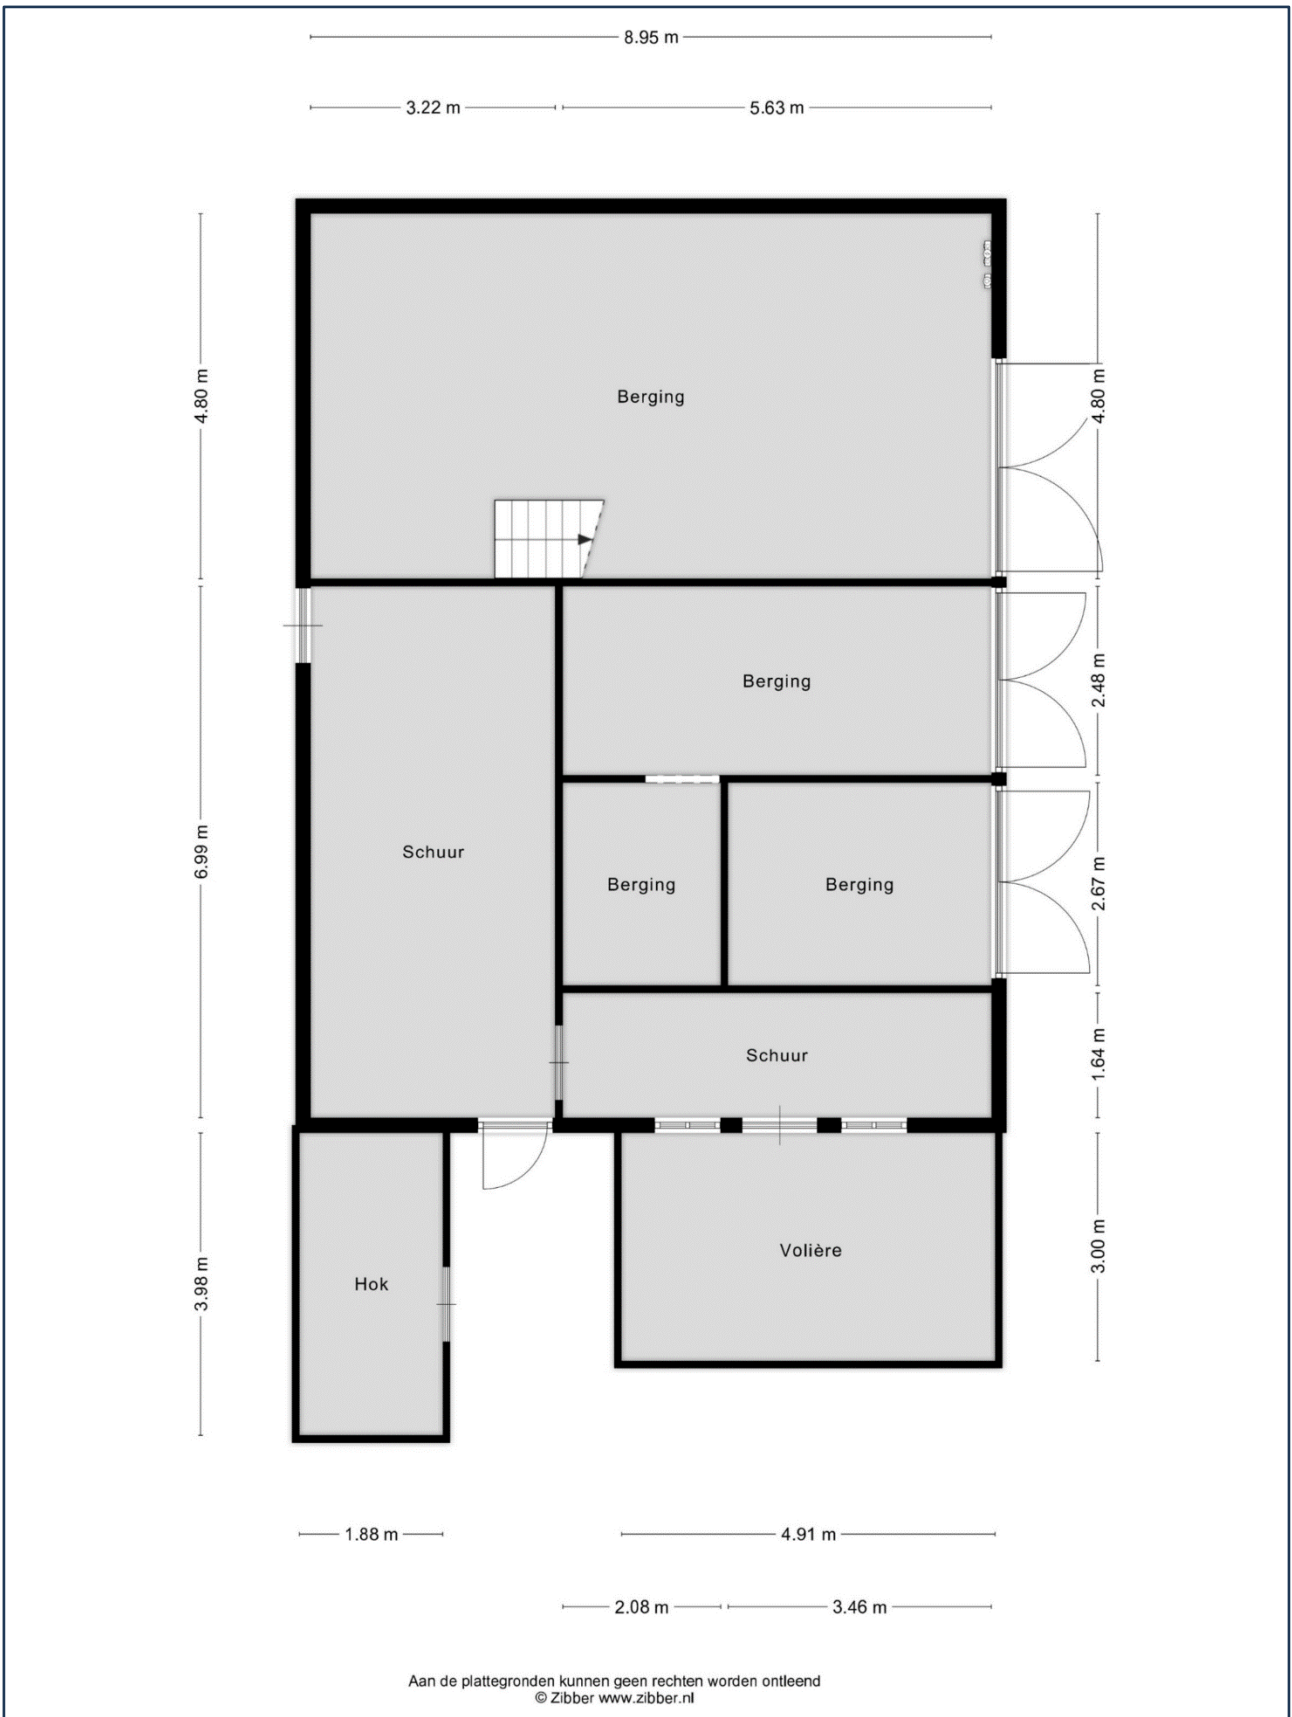 8.95 m
3.22 m
5.63 m
Berging
4.80 m
4.80 m
Berging
2.48 m
Schuur
6.99 m
Berging
Berging
2.67 m
Schuur
1.64 m
Volière
3.00 m
Hok
3.98 m
1.88 m
4.91 m
2.08 m
3.46 m
Aan de plattegronden kunnen geen rechten worden ontleend
© Zibber www.zibber.nl